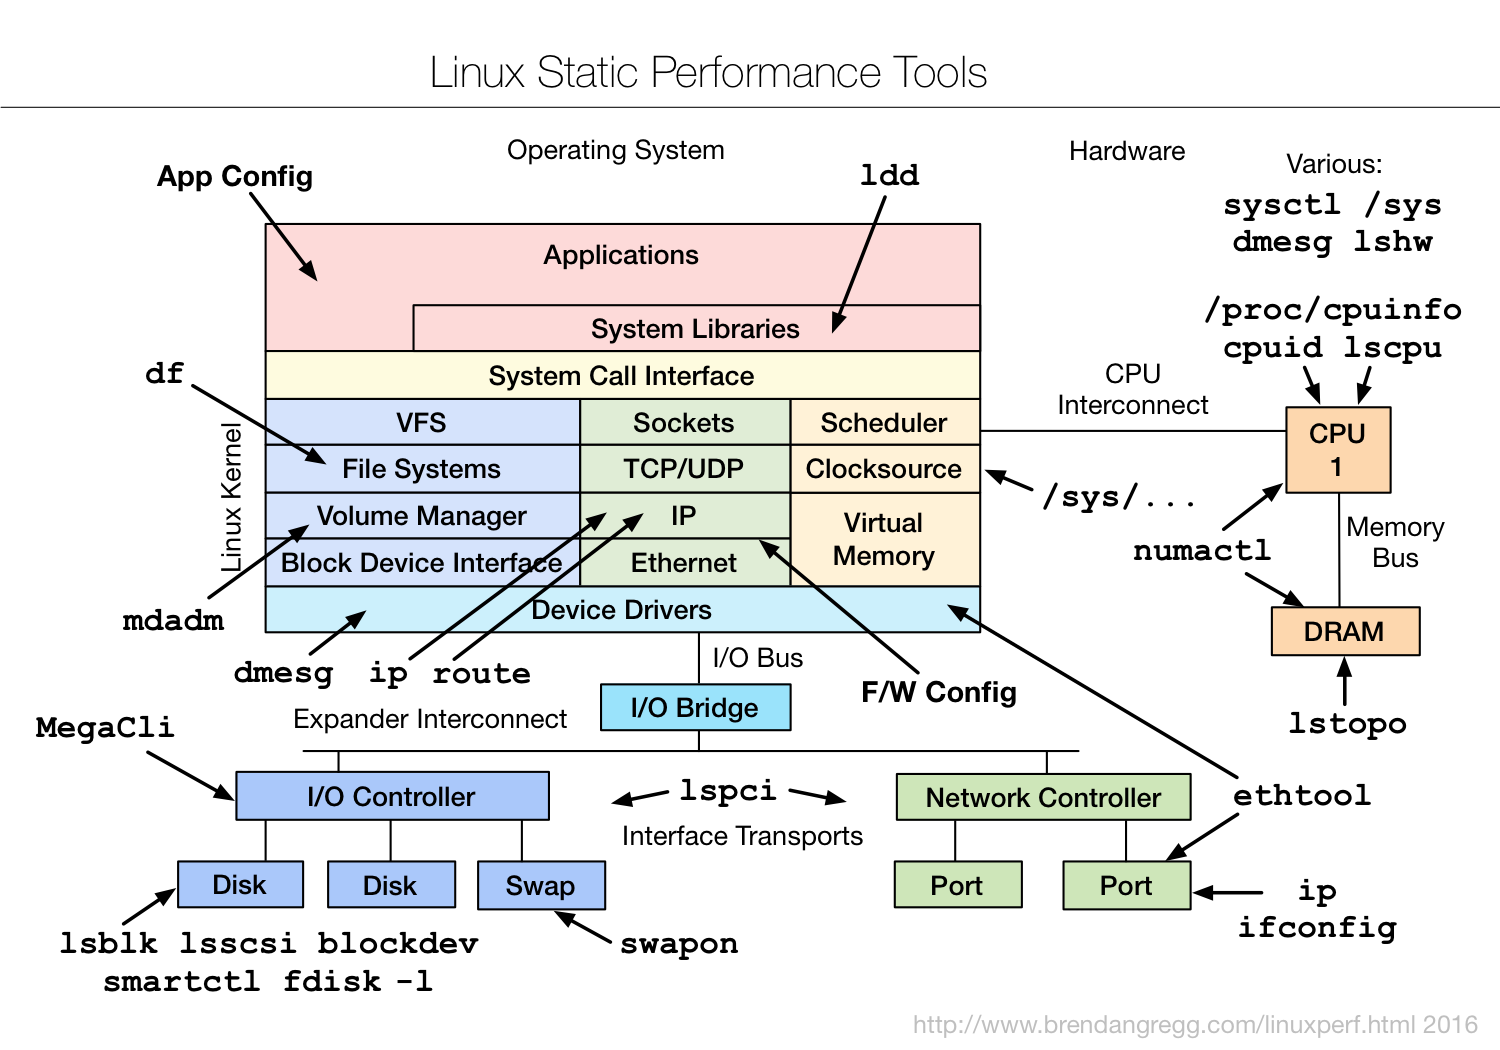 Linux Static Performance Tools
Operating System
Hardware
Various:
sysctl /sys
dmesg lshw
App Config
ldd
Applications
System Libraries
/proc/cpuinfo
cpuid lscpu
df
System Call Interface
CPU
Interconnect
VFS
Sockets
Scheduler
CPU
1
Linux Kernel
File Systems
TCP/UDP
Clocksource
/sys/...
Volume Manager
IP
Virtual
Memory
Memory
Bus
numactl
Block Device Interface
Ethernet
mdadm
Device Drivers
DRAM
dmesg
ip route
I/O Bus
F/W Config
MegaCli
Expander Interconnect
I/O Bridge
lstopo
I/O Controller
lspci
Network Controller
ethtool
Interface Transports
Disk
Disk
Swap
Port
Port
ip
ifconfig
lsblk lsscsi blockdev
smartctl fdisk -l
swapon
http://www.brendangregg.com/linuxperf.html 2016